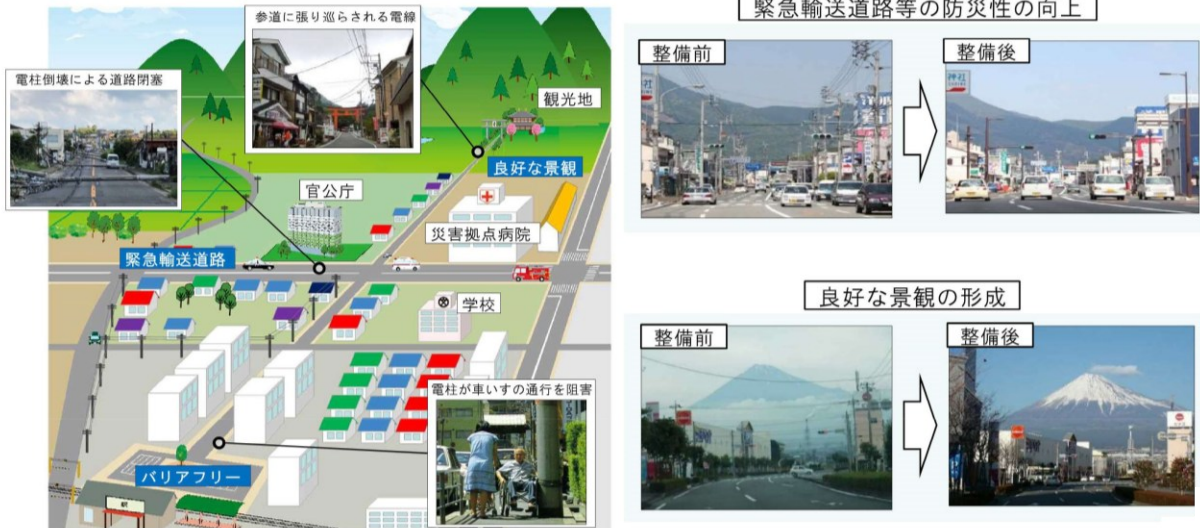 参道に張り巡らされる電線
電柱倒壊による道路閉塞
観光地
良好な景観
官公庁
災害拠点病院
緊急輸送道路
学校
電柱が車いすの通行を阻害
バリアフリー
緊急輸送道路等の防災性の向上
整備前
整備後
神社
良好な景観の形成
整備前
整備後